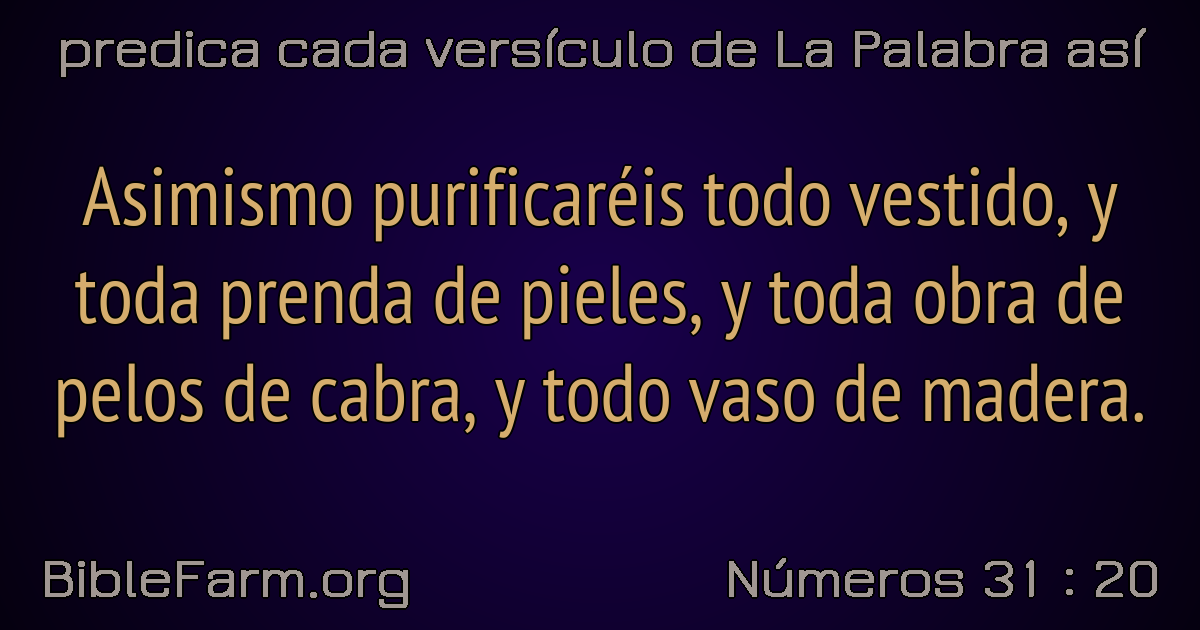 predica cada versículo de La Palabra así
Asimismo purificaréis todo vestido, y
toda prenda de pieles, y toda obra de
pelos de cabra, y todo vaso de madera.
BibleFarm.org
Números 31 : 20